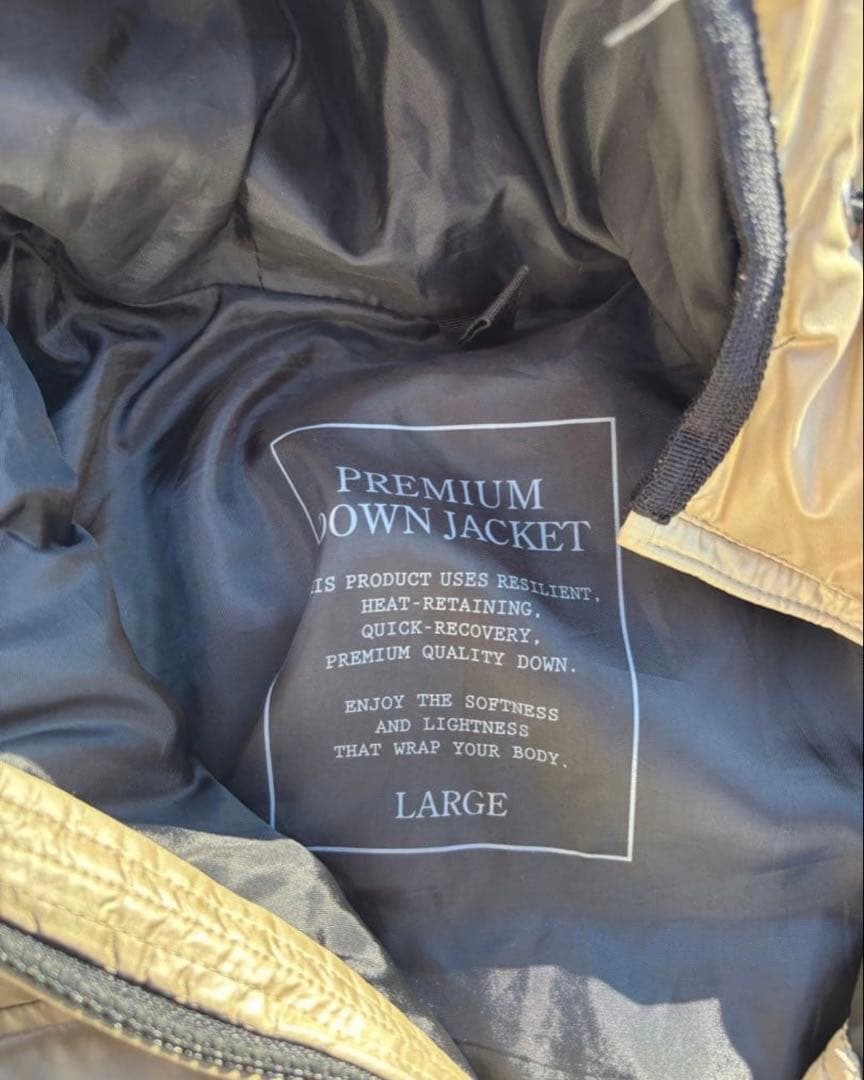 PREMIUM
DOWN JACKET
THIS PRODUCT USES RESILIENT,
HEAT-RETAINING,
QUICK-RECOVERY,
PREMIUM QUALITY DOWN.
ENJOY THE SOFTNESS
AND LIGHTNESS
THAT WRAP YOUR BODY.
LARGE